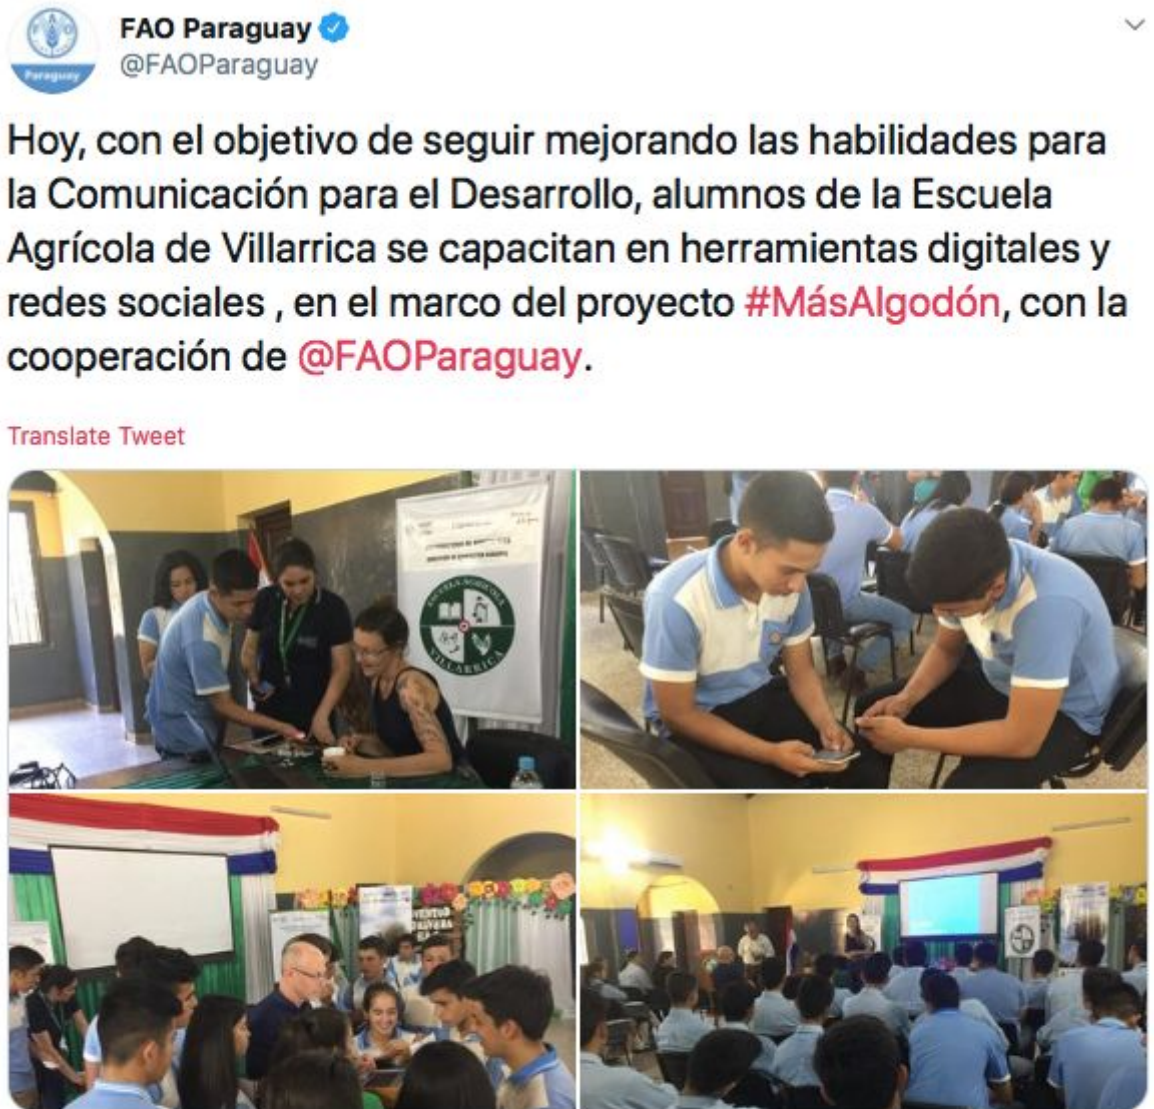 FAO Paraguay
@FAOParaguay
Paraguay
Hoy, con el objetivo de seguir mejorando las habilidades para
la Comunicación para el Desarrollo, alumnos de la Escuela
Agrícola de Villarrica se capacitan en herramientas digitales y
redes sociales , en el marco del proyecto #MásAlgodón, con la
cooperación de @FAOParaguay.
Translate Tweet
ESCUELA AGRICOLA
VILLARRICA